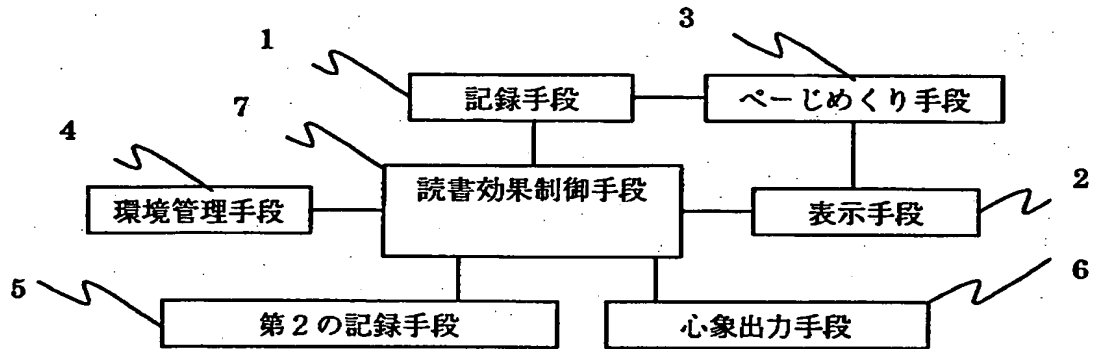 3
1
記録手段
ぺーじめくり手段
7
4
読書効果制御手段
2
環境管理手段
表示手段
6
5
第2の記録手段
心象出力手段